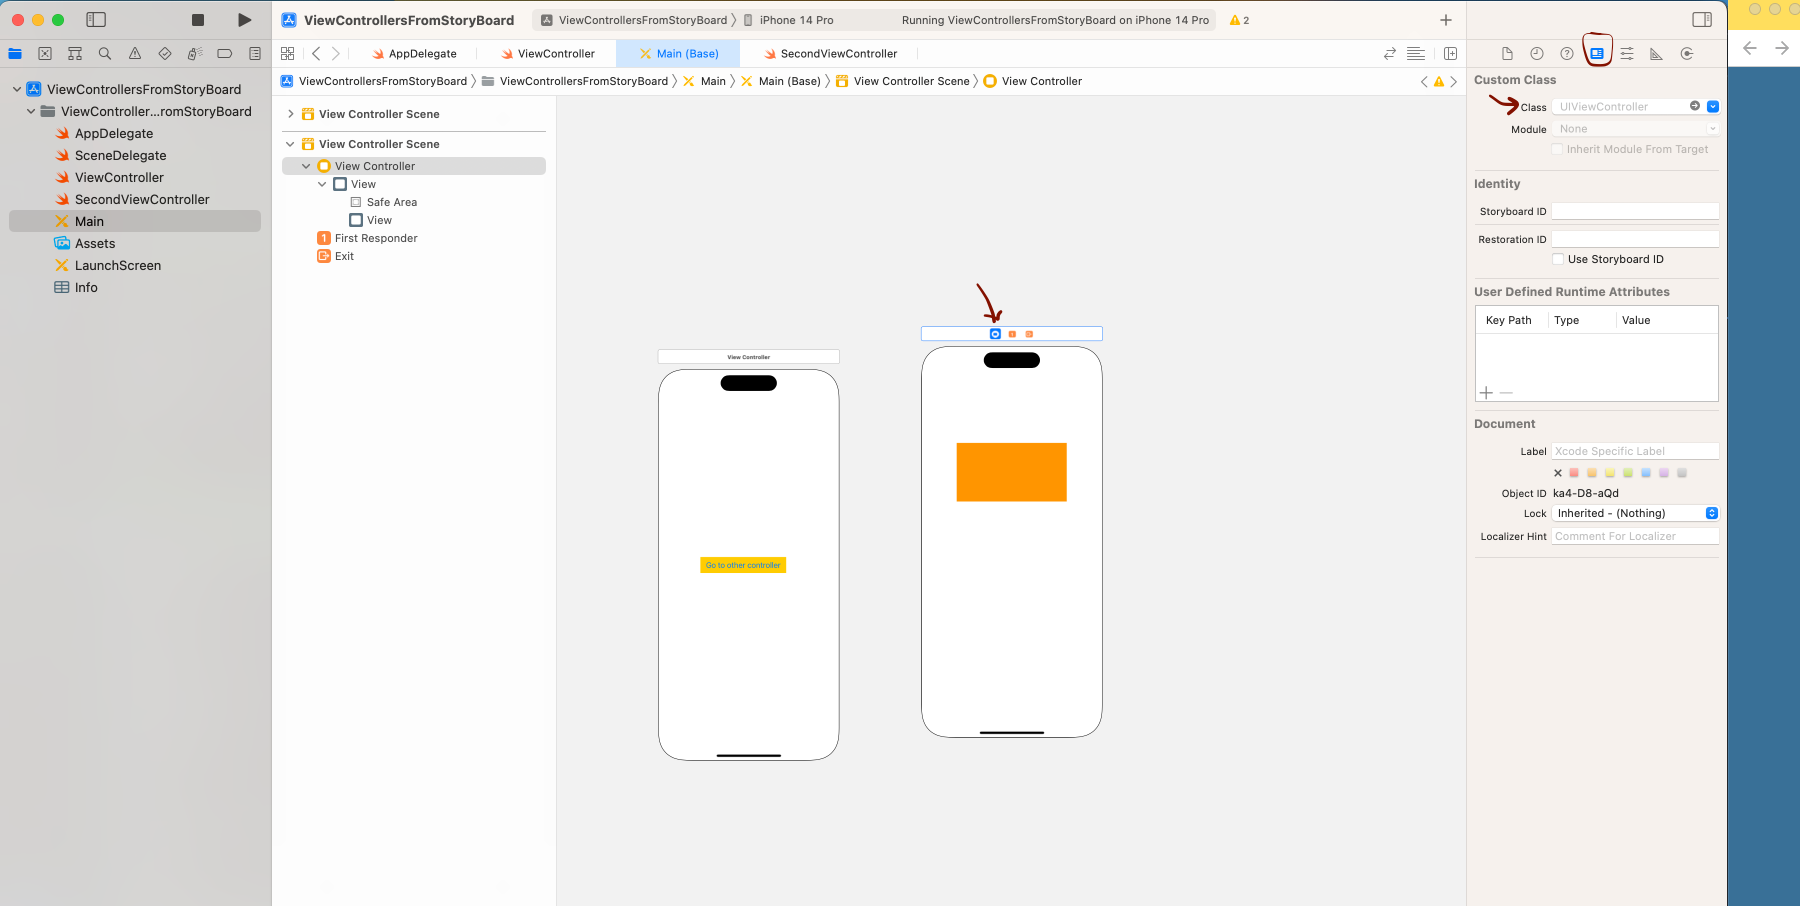 ViewControllersFromStoryBoard
ViewControllersFromStoryBoard
iPhone 14 Pro
Running ViewControllersFromStoryBoard on iPhone 14 Pro
2
AppDelegate
ViewController
Main (Base)
SecondViewController
ViewControllersFromStoryBoard
ViewControllersFromStoryBoard
Main
Main (Base)
View Controller Scene
View Controller
ViewControllersFromStoryBoard
ViewController...romStoryBoard
AppDelegate
SceneDelegate
ViewController
SecondViewController
Main
Assets
LaunchScreen
Info
View Controller Scene
View Controller Scene
View Controller
View
Safe Area
View
1
First Responder
Exit
View Controller
Go to other controller
Custom Class
Class
UIViewController
Module
None
Inherit Module From Target
Identity
Storyboard ID
Restoration ID
Use Storyboard ID
User Defined Runtime Attributes
Key Path
Type
Value
Document
Label
Xcode Specific Label
Object ID
ka4-D8-aQd
Lock
Inherited - (Nothing)
Localizer Hint
Comment For Localizer